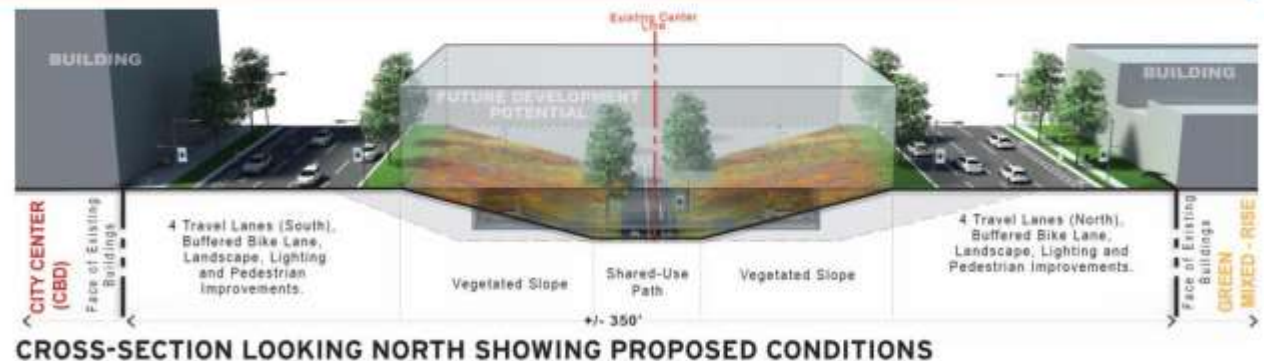 Existing Center
Line
BUILDING
BUILDING
FUTURE DEVELOPMENT
POTENTIAL
CITY CENTER
(CBD)
Face of Existing
Buildings
4 Travel Lanes (South),
Buffered Bike Lane,
Landscape, Lighting
and Pedestrian
Improvements.
Vegetated Slope
Shared-Use
Path
Vegetated Slope
4 Travel Lanes (North),
Buffered Bike Lane,
Landscape, Lighting and
Pedestrian Improvements.
Face of Existing
Buildings
GREEN
MIXED - RISE
+/- 350'
CROSS-SECTION LOOKING NORTH SHOWING PROPOSED CONDITIONS